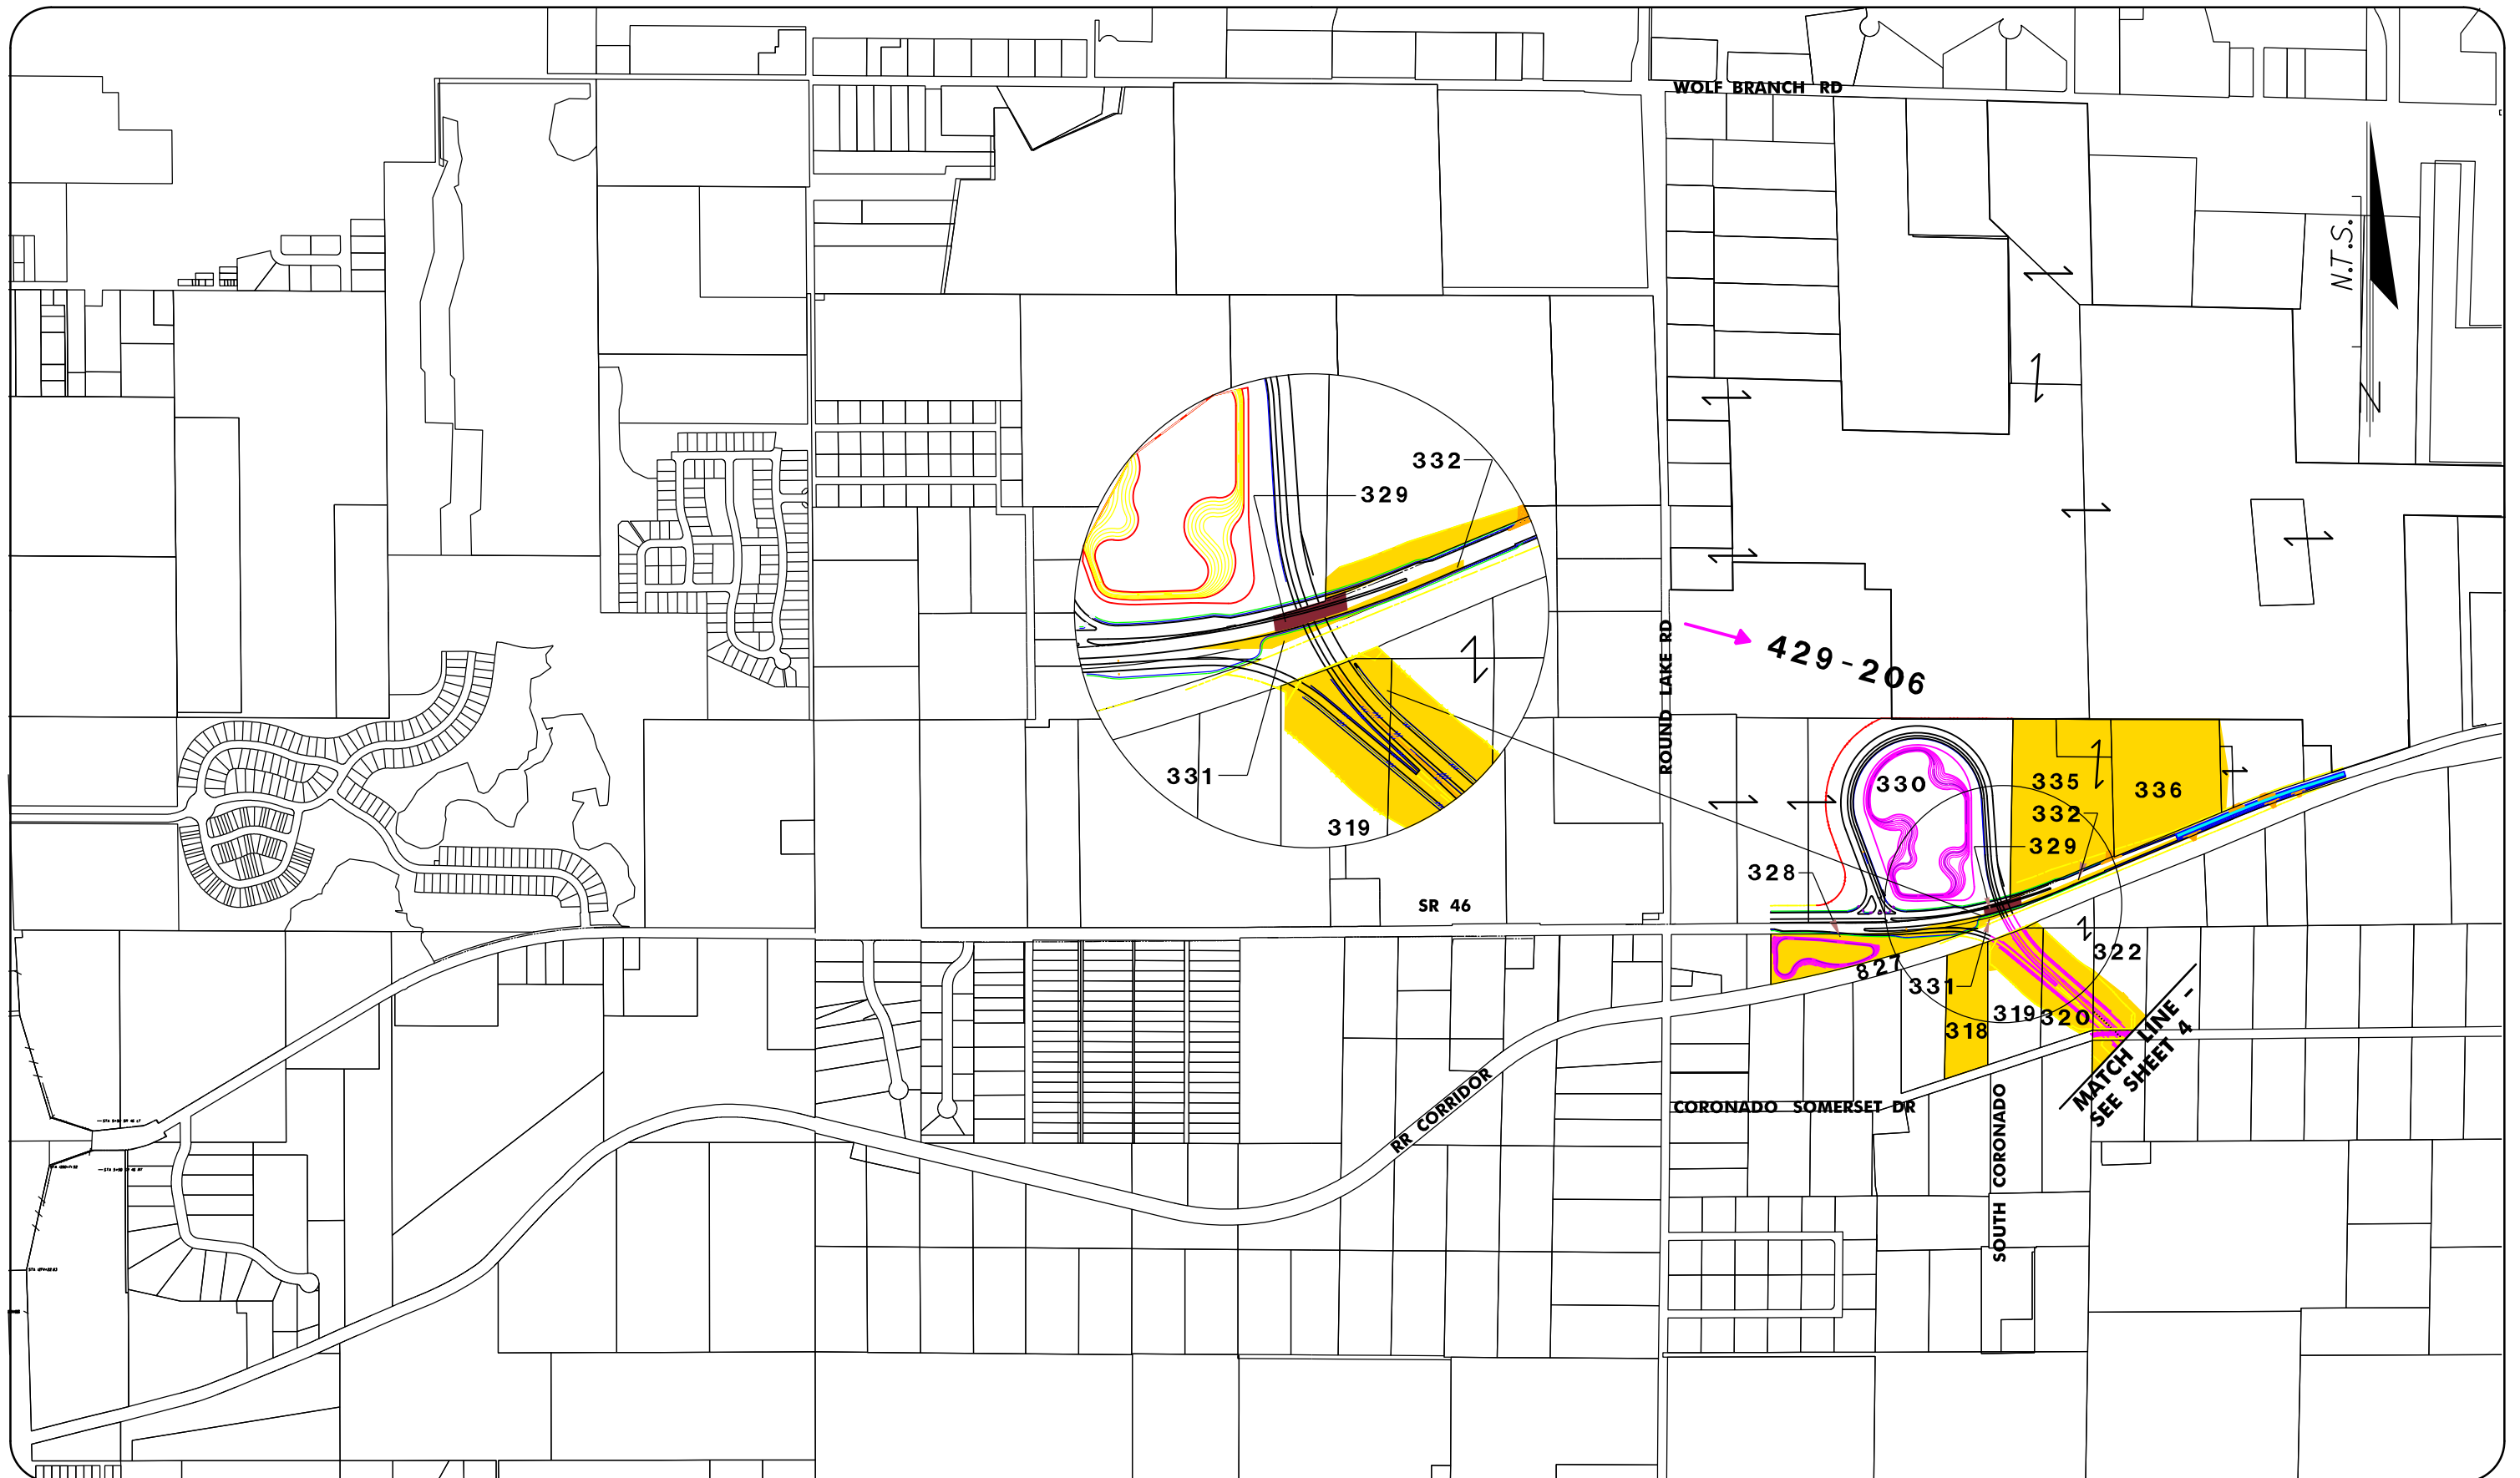 WOLF BRANCH RD
N.T.S.
332
329
331
319
ROUND LAKE RD
429-206
330
335
336
332
329
328
SR 46
827
331
322
318
319
320
MATCH LINE -
SEE SHEET 4
RR CORRIDOR
CORONADO SOMERSET DR
SOUTH CORONADO